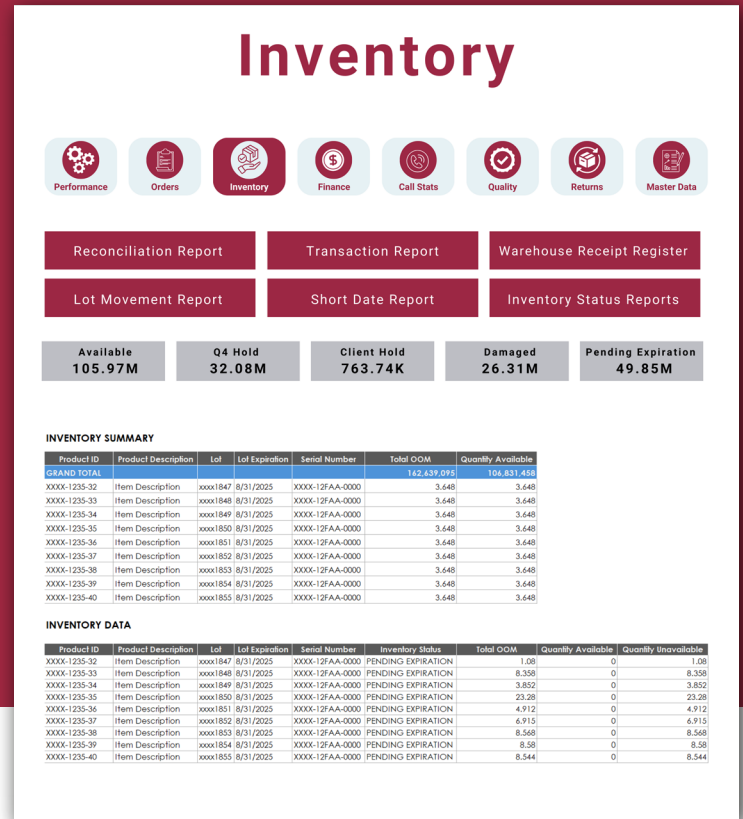 Inventory
Performance Orders Inventory Finance Call Stats Quality Returns Master Data
Reconciliation Report Transaction Report Warehouse Receipt Register
Lot Movement Report Short Date Report Inventory Status Reports
Available Q4 Hold Client Hold Damaged Pending Expiration
105.97M 32.08M 763.74K 26.31M 49.85M
INVENTORY SUMMARY
Product ID Product Description Lot Lot Expiration Serial Number Total OOM Quantity Available
GRAND TOTAL 162,639,095 106,831,458
XXXX-1235-32 Item Description xxxx1847 8/31/2025 XXXX-12FAA-0000 3.648 3.648
XXXX-1235-33 Item Description xxxx1848 8/31/2025 XXXX-12FAA-0000 3.648 3.648
XXXX-1235-34 Item Description xxxx1849 8/31/2025 XXXX-12FAA-0000 3.648 3.648
XXXX-1235-35 Item Description xxxx1850 8/31/2025 XXXX-12FAA-0000 3.648 3.648
XXXX-1235-36 Item Description xxxx1851 8/31/2025 XXXX-12FAA-0000 3.648 3.648
XXXX-1235-37 Item Description xxxx1852 8/31/2025 XXXX-12FAA-0000 3.648 3.648
XXXX-1235-38 Item Description xxxx1853 8/31/2025 XXXX-12FAA-0000 3.648 3.648
XXXX-1235-39 Item Description xxxx1854 8/31/2025 XXXX-12FAA-0000 3.648 3.648
XXXX-1235-40 Item Description xxxx1855 8/31/2025 XXXX-12FAA-0000 3.648 3.648
INVENTORY DATA
Product ID Product Description Lot Lot Expiration Serial Number Inventory Status Total OOM Quantity Available Quantity Unavailable
XXXX-1235-32 Item Description xxxx1847 8/31/2025 XXXX-12FAA-0000 PENDING EXPIRATION 1.08 0 1.08
XXXX-1235-33 Item Description xxxx1848 8/31/2025 XXXX-12FAA-0000 PENDING EXPIRATION 8.358 0 8.358
XXXX-1235-34 Item Description xxxx1849 8/31/2025 XXXX-12FAA-0000 PENDING EXPIRATION 3.852 0 3.852
XXXX-1235-35 Item Description xxxx1850 8/31/2025 XXXX-12FAA-0000 PENDING EXPIRATION 23.28 0 23.28
XXXX-1235-36 Item Description xxxx1851 8/31/2025 XXXX-12FAA-0000 PENDING EXPIRATION 4.912 0 4.912
XXXX-1235-37 Item Description xxxx1852 8/31/2025 XXXX-12FAA-0000 PENDING EXPIRATION 6.915 0 6.915
XXXX-1235-38 Item Description xxxx1853 8/31/2025 XXXX-12FAA-0000 PENDING EXPIRATION 8.568 0 8.568
XXXX-1235-39 Item Description xxxx1854 8/31/2025 XXXX-12FAA-0000 PENDING EXPIRATION 8.58 0 8.58
XXXX-1235-40 Item Description xxxx1855 8/31/2025 XXXX-12FAA-0000 PENDING EXPIRATION 8.544 0 8.544